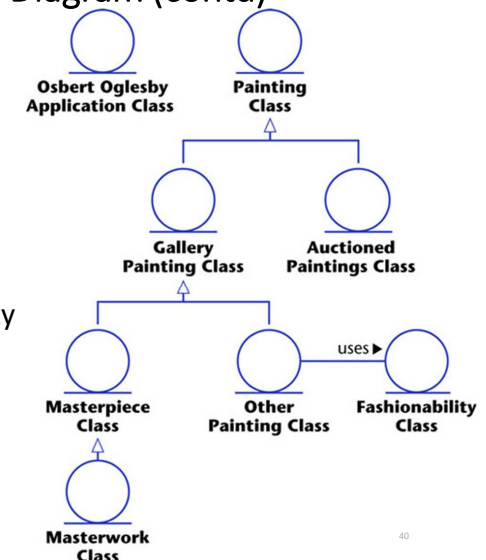 Diagram (contd)
Osbert Oglesby
Application Class
Painting
Class
Gallery
Painting Class
Auctioned
Paintings Class
uses
Masterpiece
Class
Other
Painting Class
Fashionability
Class
Masterwork
Class
40